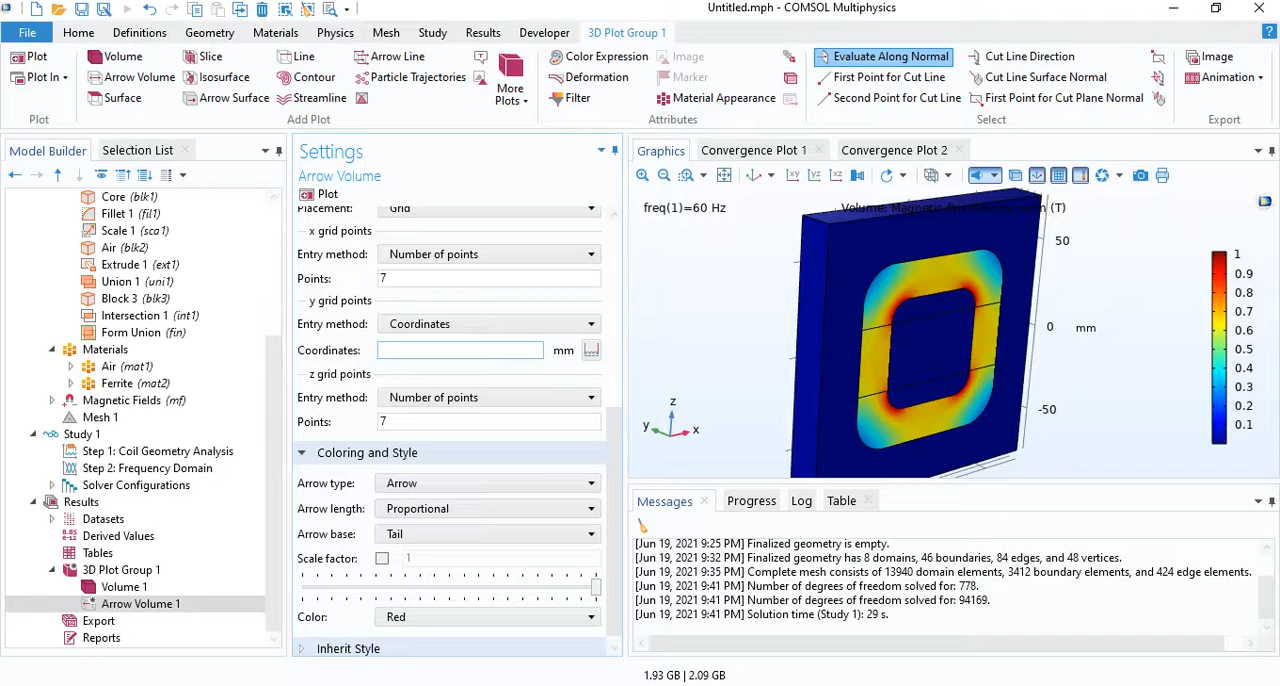 Untitled.mph - COMSOL Multiphysics
File Home Definitions Geometry Materials Physics Mesh Study Results Developer 3D Plot Group 1
Plot Volume Slice Line Arrow Line Color Expression Image Evaluate Along Normal Cut Line Direction Image
Plot In Arrow Volume Isosurface Contour Particle Trajectories Deformation Marker First Point for Cut Line Cut Line Surface Normal Animation
Surface Arrow Surface Streamline More Plots Filter Material Appearance Second Point for Cut Line First Point for Cut Plane Normal
Plot Add Plot Attributes Select Export
Model Builder Selection List
Core (blk1)
Fillet 1 (fil1)
Scale 1 (sca1)
Air (blk2)
Extrude 1 (ext1)
Union 1 (uni1)
Block 3 (blk3)
Intersection 1 (int1)
Form Union (fin)
Materials
Air (mat1)
Ferrite (mat2)
Magnetic Fields (mf)
Mesh 1
Study 1
Step 1: Coil Geometry Analysis
Step 2: Frequency Domain
Solver Configurations
Results
Datasets
Derived Values
Tables
3D Plot Group 1
Volume 1
Arrow Volume 1
Export
Reports
Settings
Arrow Volume
Plot
Placement: Grid
x grid points
Entry method: Number of points
Points: 7
y grid points
Entry method: Coordinates
Coordinates: mm
z grid points
Entry method: Number of points
Points: 7
Coloring and Style
Arrow type: Arrow
Arrow length: Proportional
Arrow base: Tail
Scale factor: 1
Color: Red
Inherit Style
Graphics Convergence Plot 1 Convergence Plot 2
freq(1)=60 Hz Volume: Magnetic (T)
50
0 mm
-50
z
y x
1
0.9
0.8
0.7
0.6
0.5
0.4
0.3
0.2
0.1
Messages Progress Log Table
[Jun 19, 2021 9:25 PM] Finalized geometry is empty.
[Jun 19, 2021 9:32 PM] Finalized geometry has 8 domains, 46 boundaries, 84 edges, and 48 vertices.
[Jun 19, 2021 9:35 PM] Complete mesh consists of 13940 domain elements, 3412 boundary elements, and 424 edge elements.
[Jun 19, 2021 9:41 PM] Number of degrees of freedom solved for: 778.
[Jun 19, 2021 9:41 PM] Number of degrees of freedom solved for: 94169.
[Jun 19, 2021 9:41 PM] Solution time (Study 1): 29 s.
1.93 GB | 2.09 GB